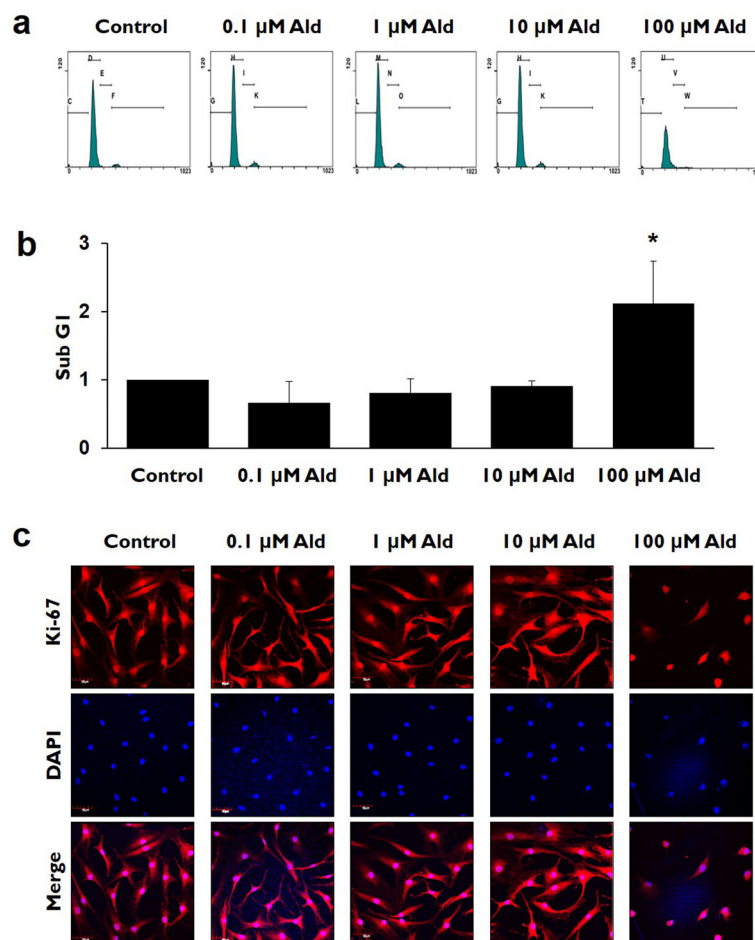 a
Control 0.1 µM Ald 1 µM Ald 10 µM Ald 100 µM Ald
120 D E F C 0 1023
120 H I K G 0 1023
120 M N O L 0 1023
120 H I K G 0 1023
120 U V W T 0
b
3
2
1
0
Sub G1
*
Control 0.1 µM Ald 1 µM Ald 10 µM Ald 100 µM Ald
c
Control 0.1 µM Ald 1 µM Ald 10 µM Ald 100 µM Ald
Ki-67
DAPI
Merge